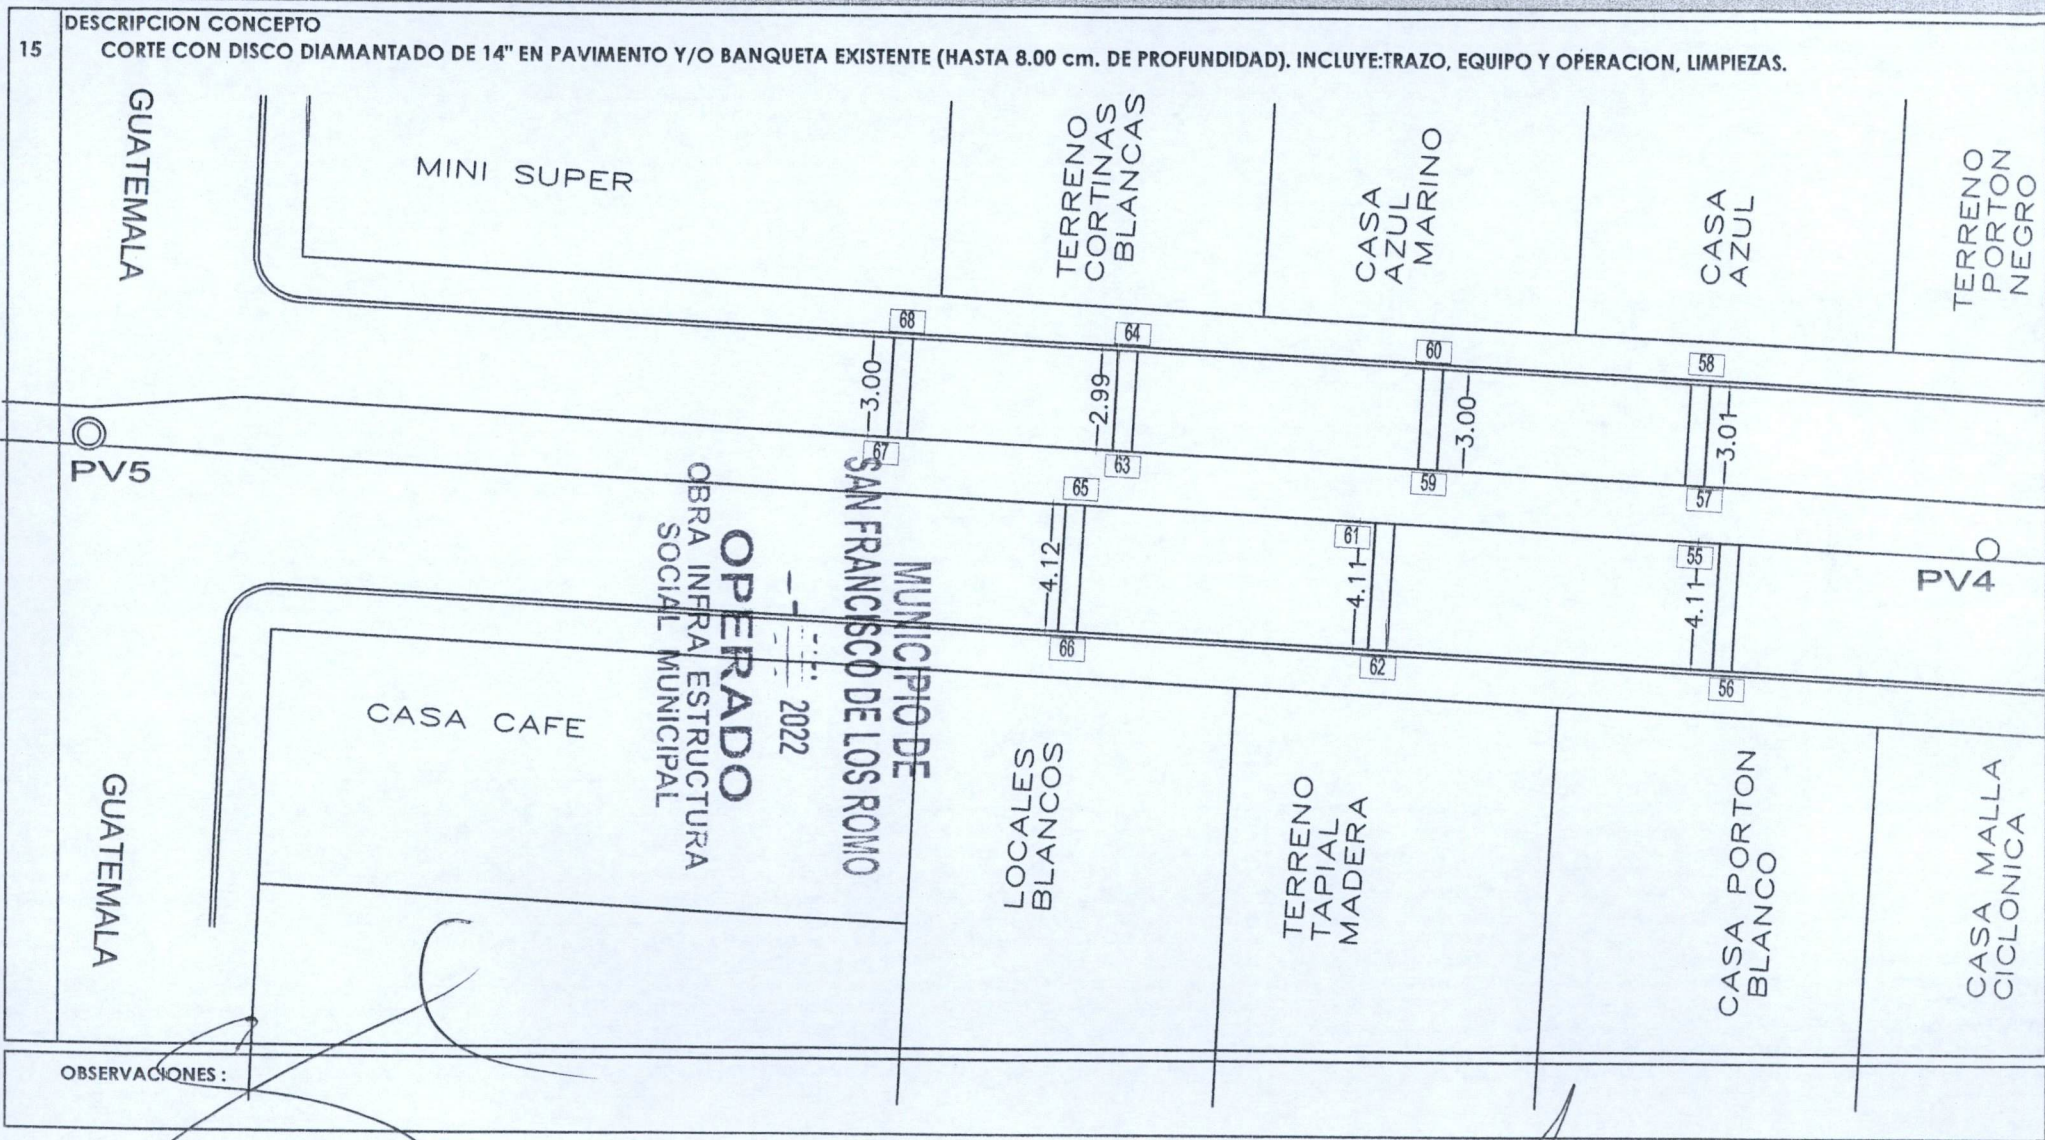 DESCRIPCION CONCEPTO
15
CORTE CON DISCO DIAMANTADO DE 14" EN PAVIMENTO Y/O BANQUETA EXISTENTE (HASTA 8.00 cm. DE PROFUNDIDAD). INCLUYE:TRAZO, EQUIPO Y OPERACION, LIMPIEZAS.
GUATEMALA
MINI SUPER
TERRENO
CORTINAS
BLANCAS
CASA
AZUL
MARINO
CASA
AZUL
TERRENO
PORTON
NEGRO
68
64
60
58
3.00
2.99
3.00
3.01
67
63
59
57
PV5
65
61
55
PV4
4.12
4.11
4.11
66
62
56
MUNICIPIO DE
SAN FRANCISCO DE LOS ROMO
2022
OPERADO
OBRA INFRA ESTRUCTURA
SOCIAL MUNICIPAL
GUATEMALA
CASA CAFE
LOCALES
BLANCOS
TERRENO
TAPIAL
MADERA
CASA PORTON
BLANCO
CASA MALLA
CICLONICA
OBSERVACIONES :